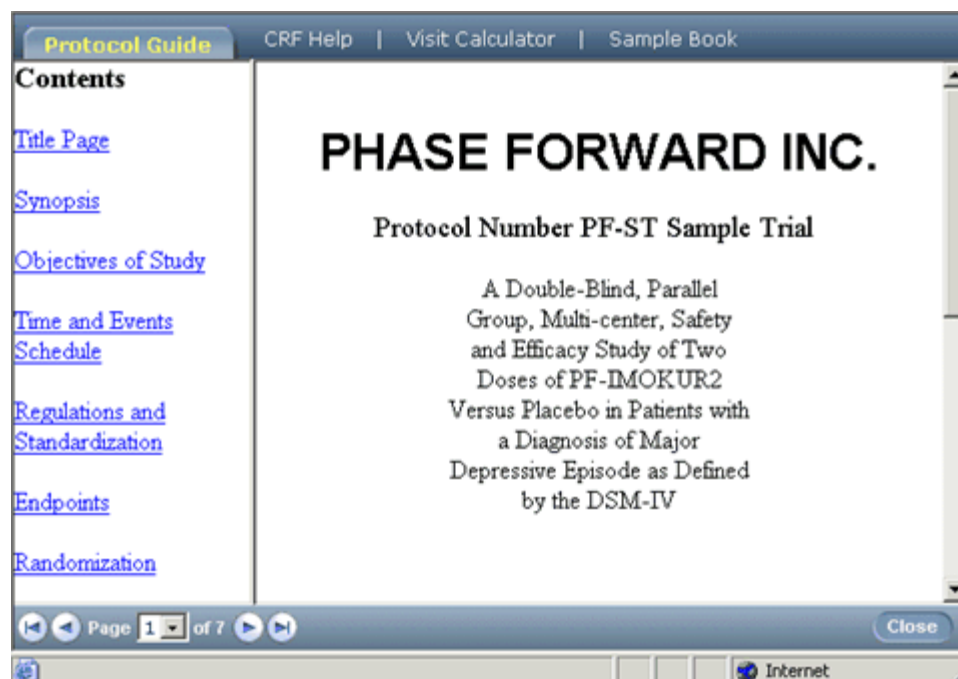 Protocol Guide CRF Help | Visit Calculator | Sample Book
Contents
Title Page
Synopsis
Objectives of Study
Time and Events
Schedule
Regulations and
Standardization
Endpoints
Randomization
PHASE FORWARD INC.
Protocol Number PF-ST Sample Trial
A Double-Blind, Parallel
Group, Multi-center, Safety
and Efficacy Study of Two
Doses of PF-IMOKUR2
Versus Placebo in Patients with
a Diagnosis of Major
Depressive Episode as Defined
by the DSM-IV
Page 1 of 7 Close
Internet